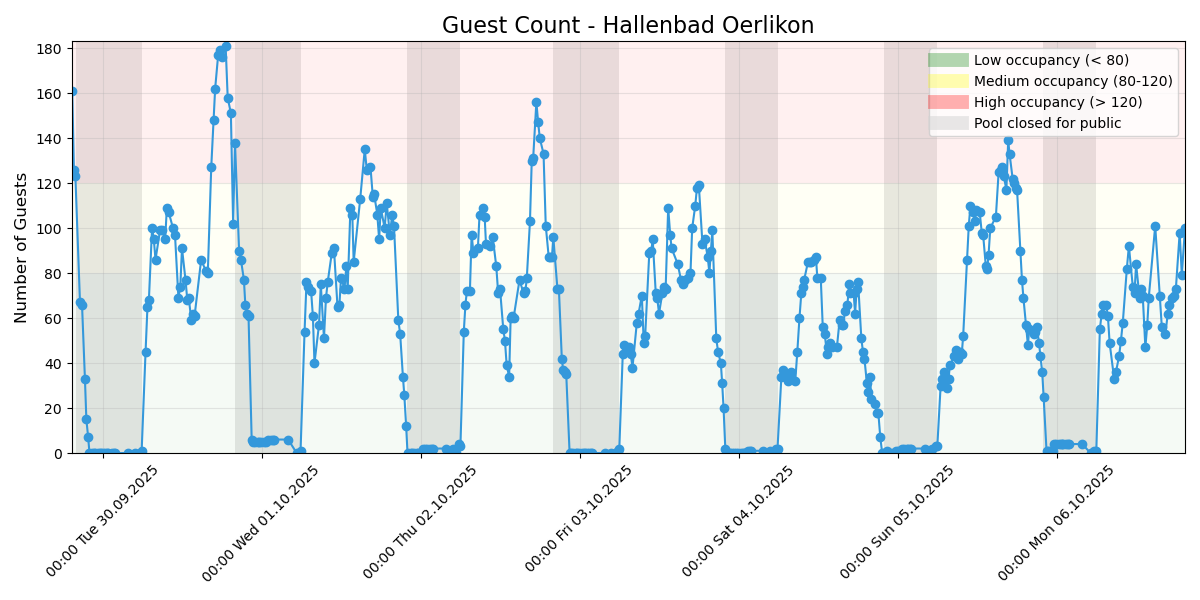 Guest Count - Hallenbad Oerlikon
Low occupancy (< 80)
Medium occupancy (80-120)
High occupancy (> 120)
Pool closed for public
Number of Guests
180
160
140
120
100
80
60
40
20
0
00:00 Tue 30.09.2025
00:00 Wed 01.10.2025
00:00 Thu 02.10.2025
00:00 Fri 03.10.2025
00:00 Sat 04.10.2025
00:00 Sun 05.10.2025
00:00 Mon 06.10.2025